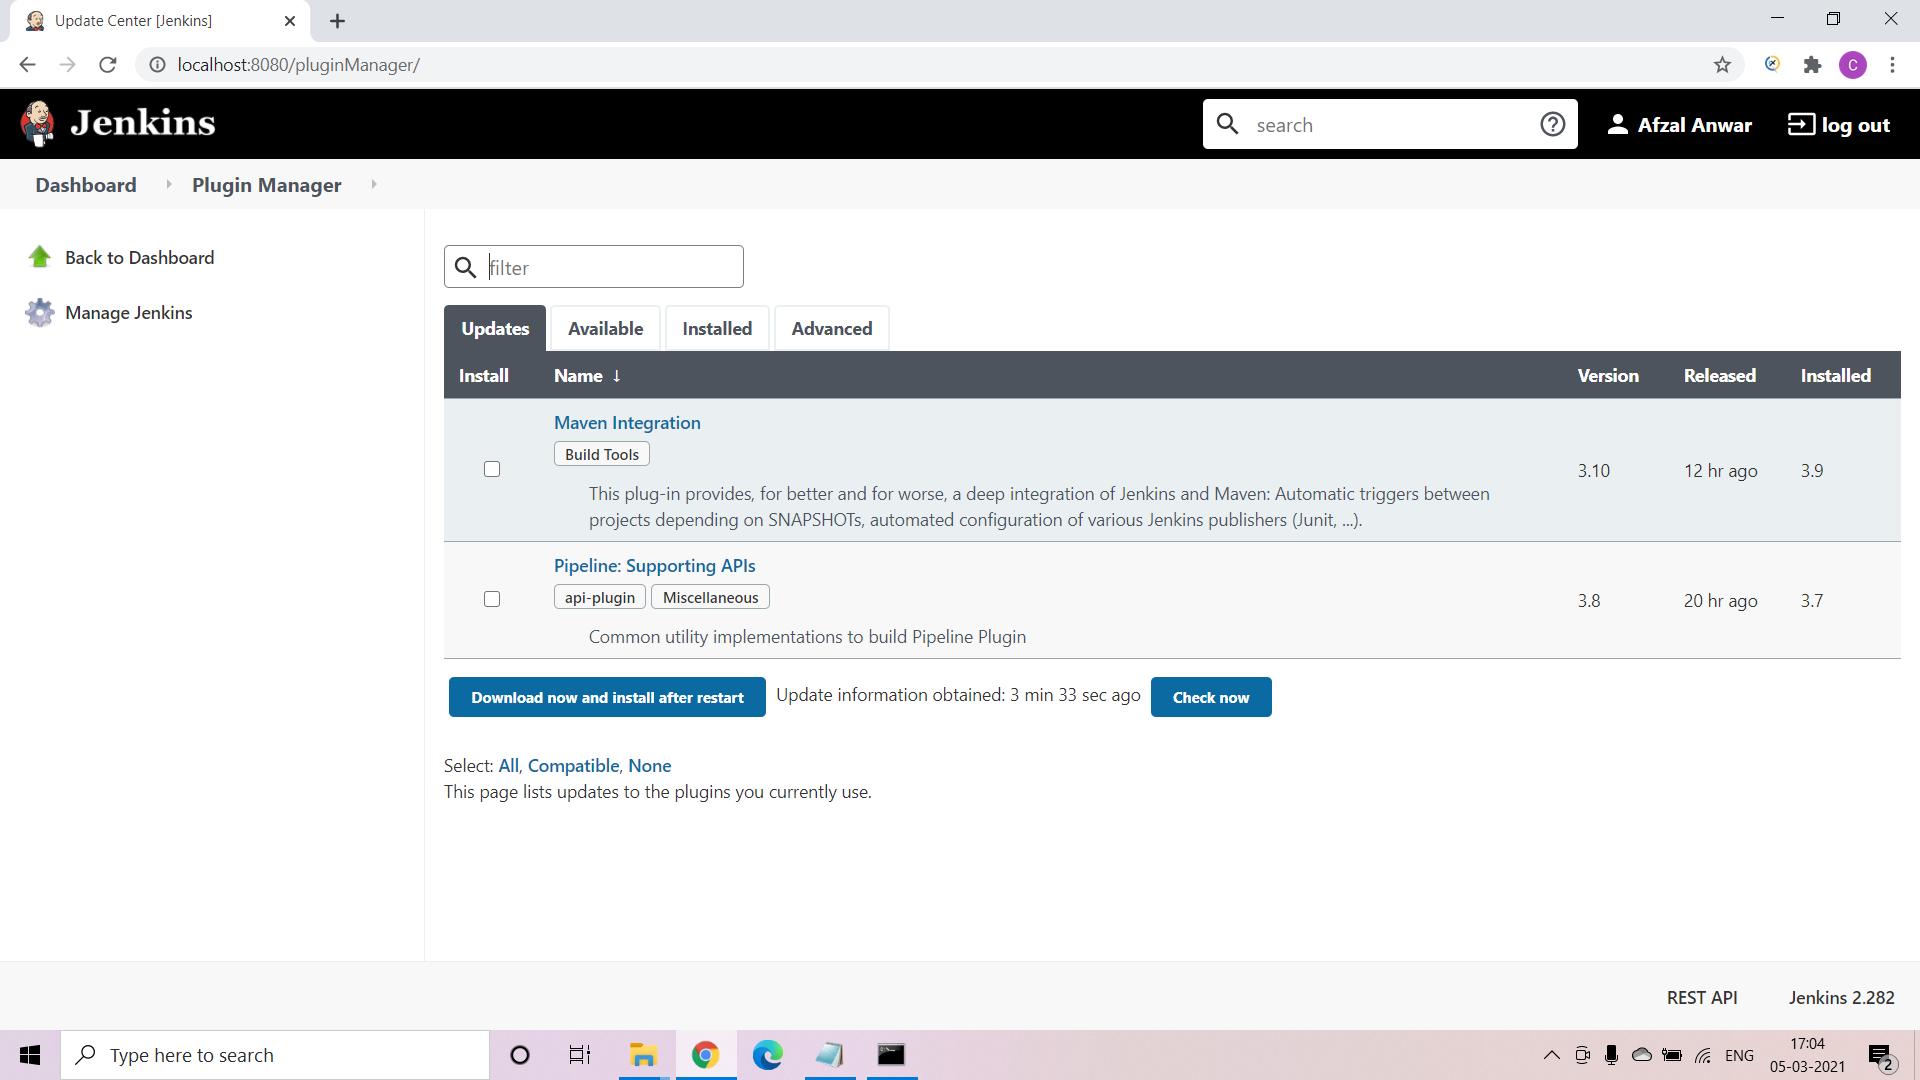 Update Center [Jenkins]
localhost:8080/pluginManager/
C
Jenkins
search
Afzal Anwar
log out
Dashboard
Plugin Manager
Back to Dashboard
Manage Jenkins
filter
Updates
Available
Installed
Advanced
Install
Name ↓
Version
Released
Installed
Maven Integration
Build Tools
This plug-in provides, for better and for worse, a deep integration of Jenkins and Maven: Automatic triggers between
projects depending on SNAPSHOTs, automated configuration of various Jenkins publishers (Junit, ...).
3.10
12 hr ago
3.9
Pipeline: Supporting APIs
api-plugin
Miscellaneous
Common utility implementations to build Pipeline Plugin
3.8
20 hr ago
3.7
Download now and install after restart
Update information obtained: 3 min 33 sec ago
Check now
Select: All, Compatible, None
This page lists updates to the plugins you currently use.
REST API
Jenkins 2.282
Type here to search
ENG
17:04
05-03-2021
2